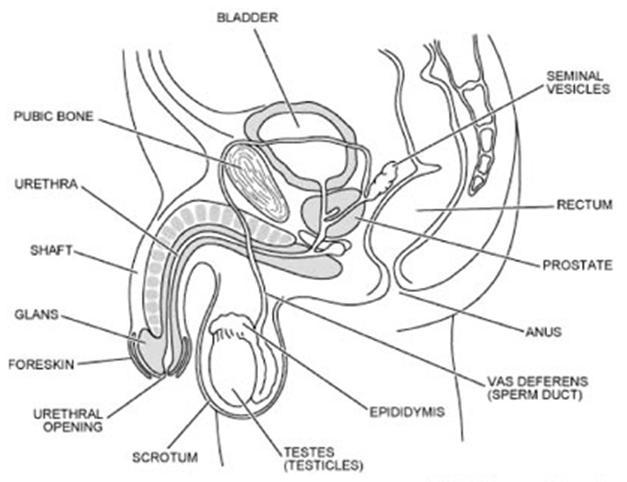 BLADDER
SEMINAL
VESICLES
PUBIC BONE
URETHRA
RECTUM
SHAFT
PROSTATE
GLANS
ANUS
FORESKIN
VAS DEFERENS
(SPERM DUCT)
URETHRAL
OPENING
EPIDIDYMIS
SCROTUM
TESTES
(TESTICLES)